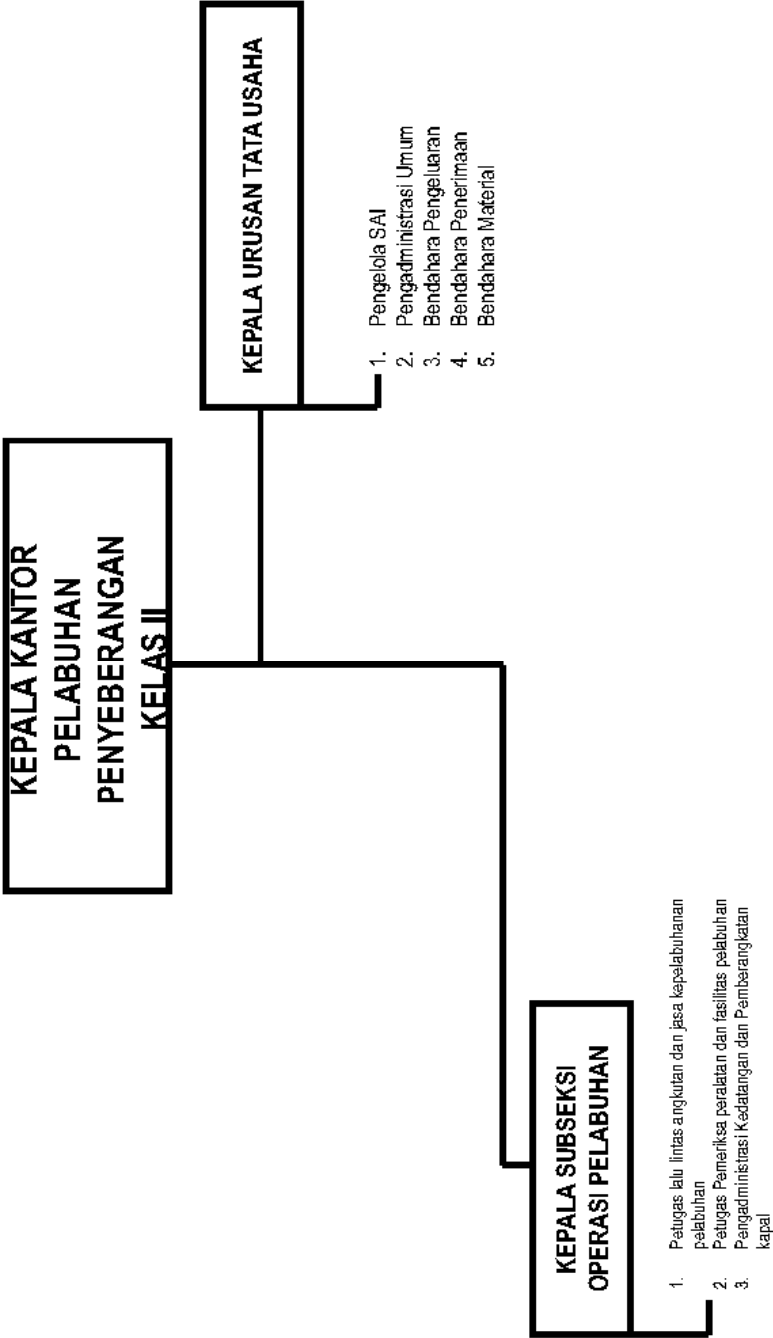 KEPALA KANTOR
PELABUHAN
PENYEBERANGAN
KELAS II
KEPALA URUSAN TATA USAHA
1. Pengelola SAI
2. Pengadministrasi Umum
3. Bendahara Pengeluaran
4. Bendahara Penerimaan
5. Bendahara Material
KEPALA SUBSEKSI
OPERASI PELABUHAN
1. Petugas lalu lintas angkutan dan jasa kepelabuhanan
pelabuhan
2. Petugas Pemeriksa peralatan dan fasilitas pelabuhan
3. Pengadministrasi Kedatangan dan Pemberangkatan
kapal